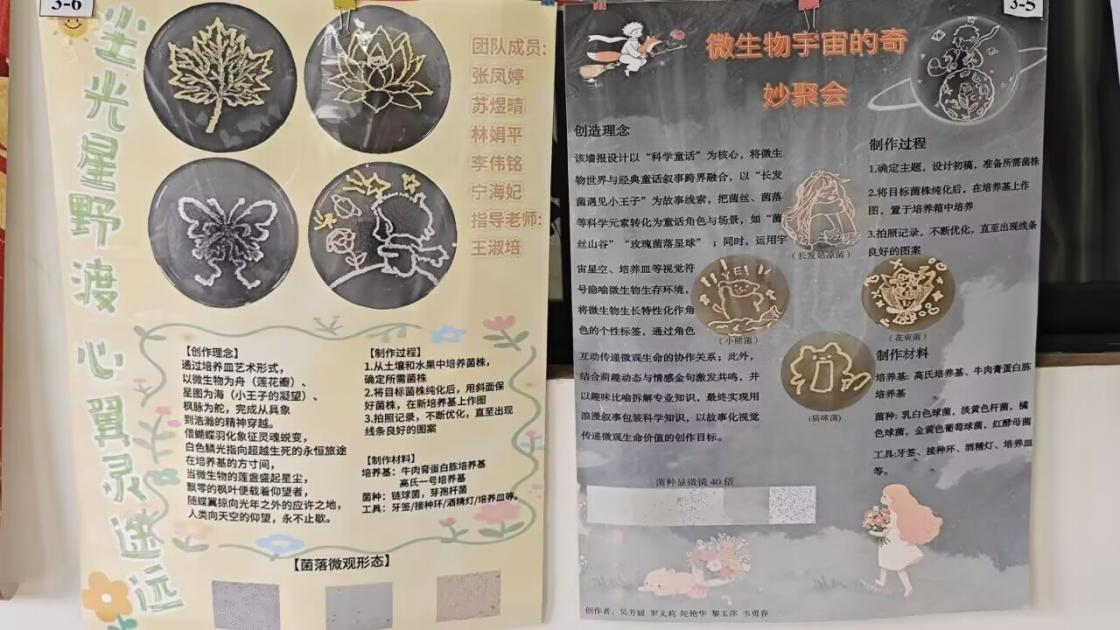 3-6
尘光星野渡 心翼灵迷远
团队成员:
张凤婷
苏煜晴
林娟平
李伟铭
宁海妃
指导老师:
王淑培
【创作理念】
通过培养皿艺术形式，
以微生物为舟（莲花瓣）、
星图为海（小王子的凝望）、
枫脉为舵，完成从具象
到浩瀚的精神穿越。
借蝴蝶羽化象征灵魂蜕变，
白色鳞光指向超越生死的永恒旅途
在培养基的方寸间，
当微生物的莲盏盛起星尘，
飘零的枫叶便载着仰望者，
随蝶翼掠向光年之外的应许之地，
人类向天空的仰望，永不止歇。
【制作过程】
1.从土壤和水果中培养菌株，
确定所需菌株
2.将目标菌株纯化后，用斜面保
好菌株，在新培养基上作图
3.拍照记录，不断优化，直至出现
线条良好的图案
【制作材料】
培养基：牛肉膏蛋白胨培养基
高氏一号培养基
菌种：链球菌，芽孢杆菌
工具：牙签/接种环/酒精灯/培养皿等。
【菌落微观形态】
3-5
微生物宇宙的奇
妙聚会
创造理念
该墙报设计以“科学童话”为核心，将微生
物世界与经典童话叙事跨界融合，以“长发
菌遇见小王子”为故事线索，把菌丝、菌落
等科学元素转化为童话角色与场景，如“菌
丝山谷”“玫瑰菌落星球”；同时，运用宇
宙星空、培养皿等视觉符
号隐喻微生物生存环境，
将微生物生长特性化作角
色的个性标签，通过角色
互动传递微观生命的协作关系；此外，
结合萌趣动态与情感金句激发共鸣，并
以趣味比喻拆解专业知识，最终实现用
浪漫叙事包装科学知识，以故事化视觉
传递微观生命价值的创作目标。
制作过程
1.确定主题，设计初稿，准备所需菌株
2.将目标菌株纯化后，在培养基上作
图，置于培养箱中培养
3.拍照记录，不断优化，直至出现线条
良好的图案
（长发姑凉菌）
YE!
（小熊菌）
（花束菌）
（猫咪菌）
制作材料
培养基：高氏培养基、牛肉膏蛋白胨
培养基
菌种：乳白色球菌，淡黄色杆菌，橘
色球菌，金黄色葡萄球菌，红酵母菌
工具:牙签、接种环、酒精灯、培养皿
等。
菌种显微镜 40 倍
创作者：吴芳媛 罗文莉 陀艳华 黎玉萍 韦勇春